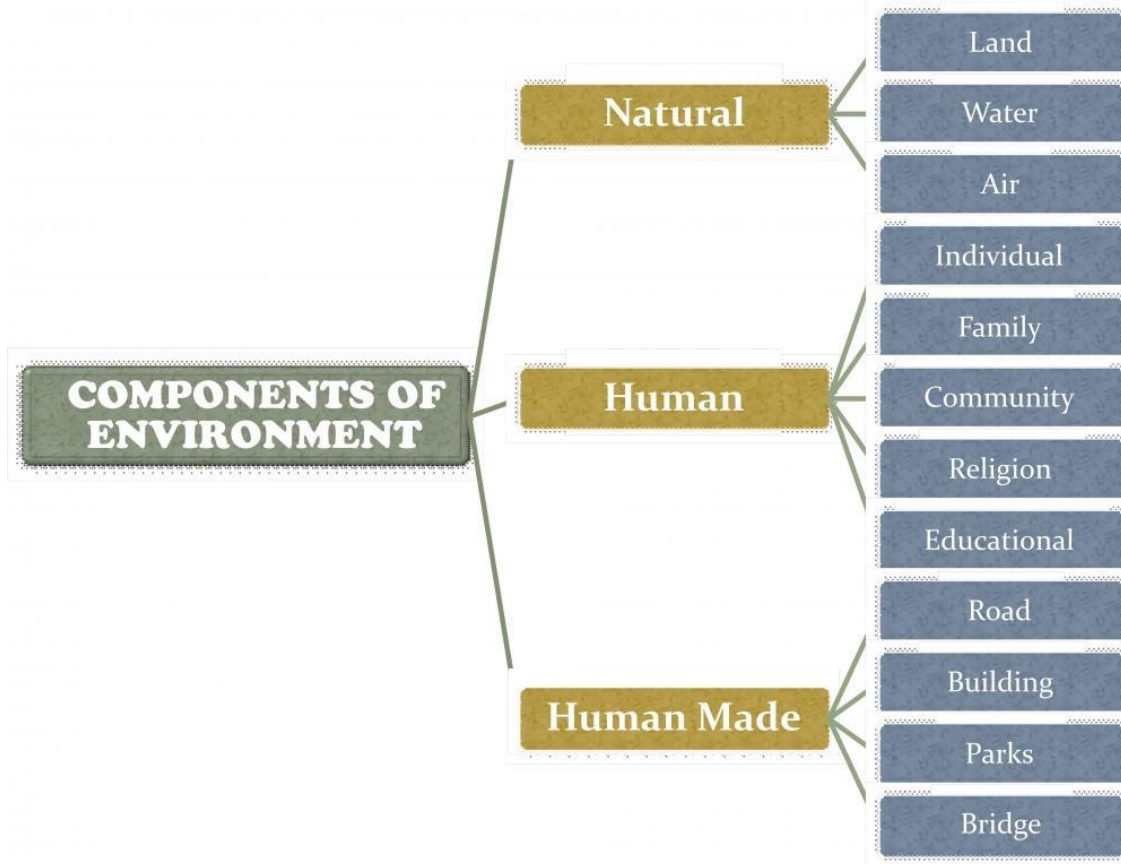 COMPONENTS OF
ENVIRONMENT
Natural
Human
Human Made
Land
Water
Air
Individual
Family
Community
Religion
Educational
Road
Building
Parks
Bridge